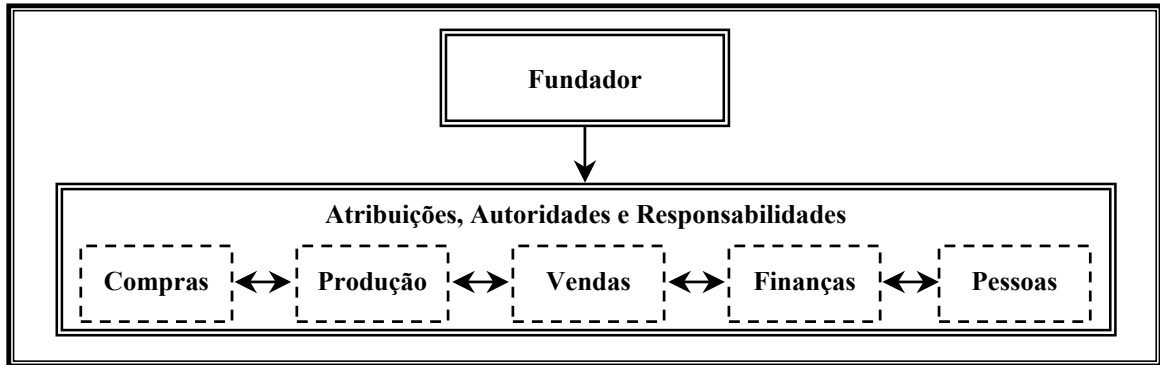 Fundador
Atribuições, Autoridades e Responsabilidades
Compras Produção Vendas Finanças Pessoas